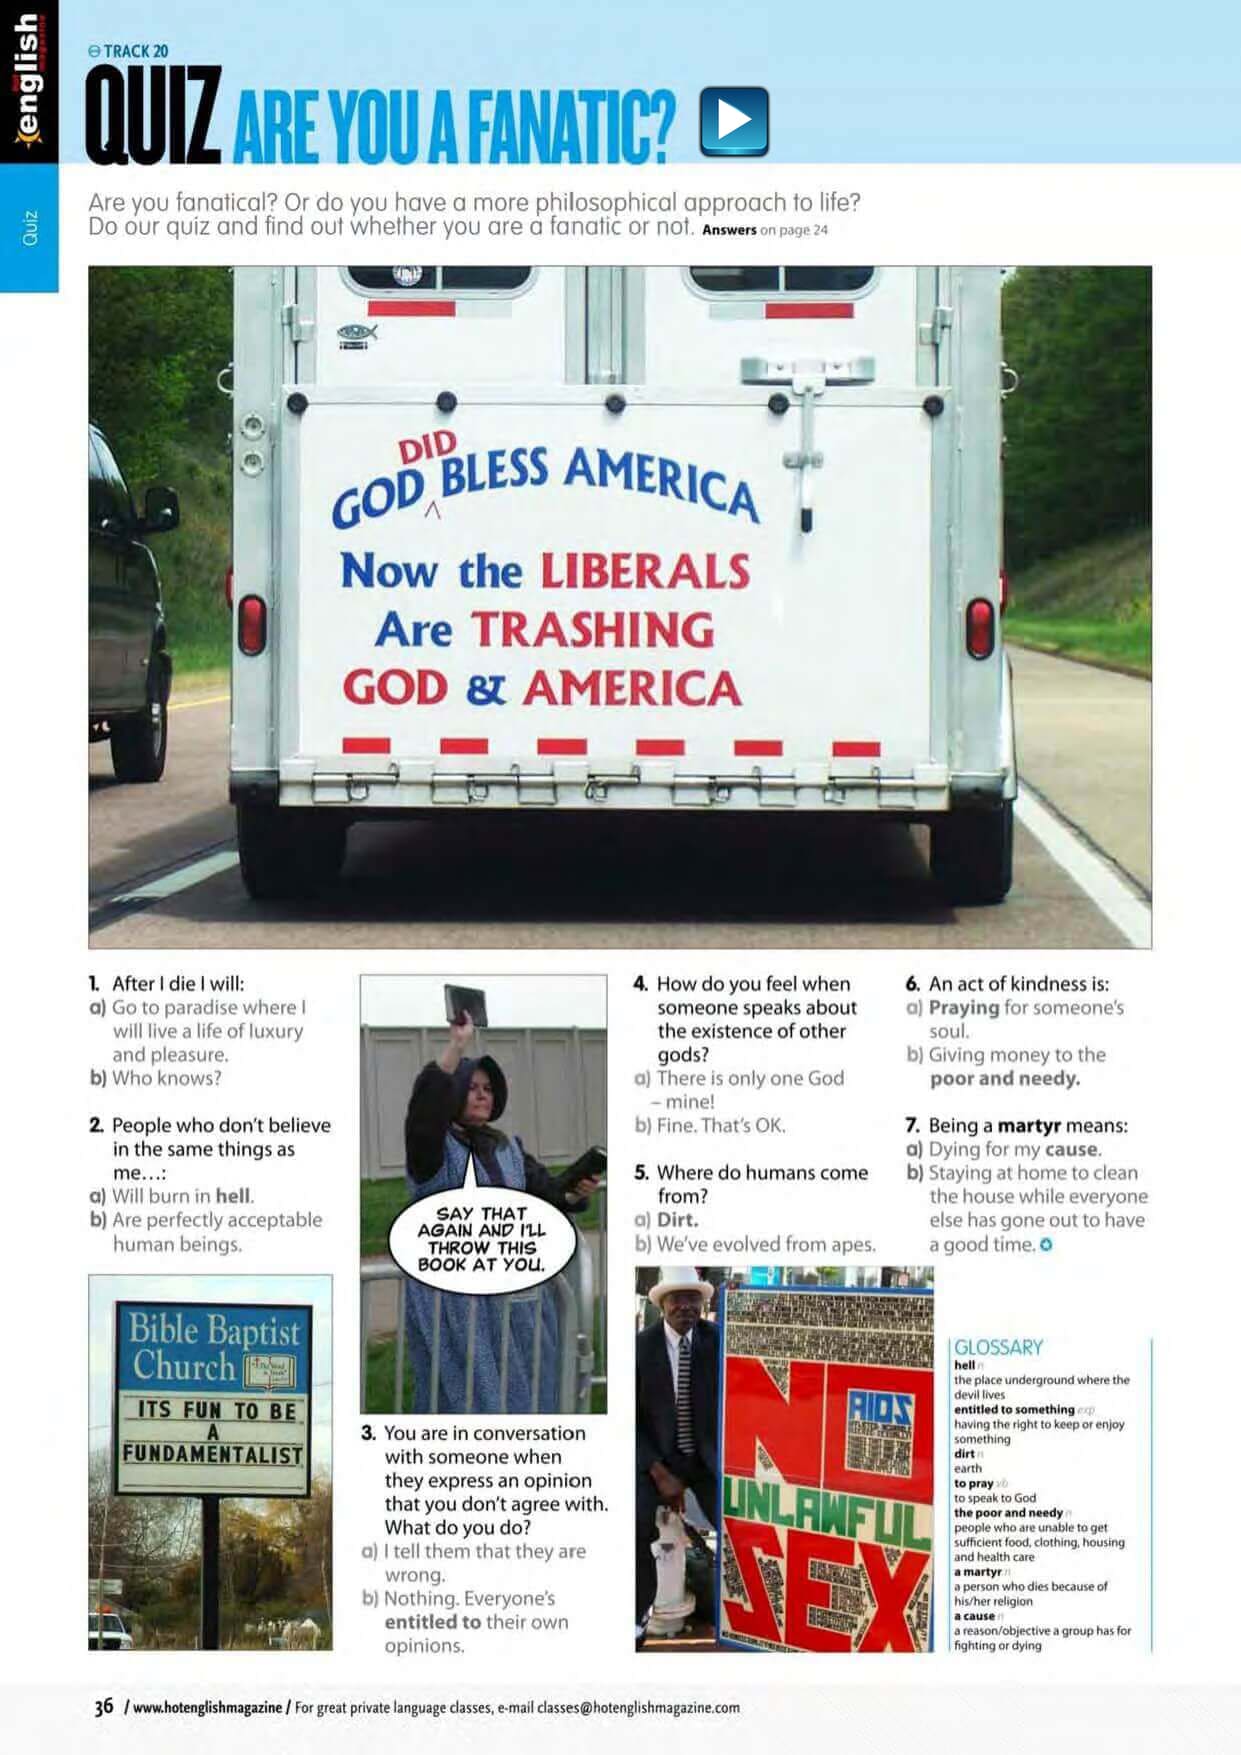 english
magazine
Quiz
TRACK 20
QUIZ ARE YOU A FANATIC?
Are you fanatical? Or do you have a more philosophical approach to life?
Do our quiz and find out whether you are a fanatic or not. Answers on page 24
DID
GOD ^ BLESS AMERICA
Now the LIBERALS
Are TRASHING
GOD & AMERICA
1. After I die I will:
a) Go to paradise where I
will live a life of luxury
and pleasure.
b) Who knows?
2. People who don't believe
in the same things as
me…:
a) Will burn in hell.
b) Are perfectly acceptable
human beings.
Bible Baptist
Church
ITS FUN TO BE
A
FUNDAMENTALIST
SAY THAT
AGAIN AND I'LL
THROW THIS
BOOK AT YOU.
3. You are in conversation
with someone when
they express an opinion
that you don't agree with.
What do you do?
a) I tell them that they are
wrong.
b) Nothing. Everyone's
entitled to their own
opinions.
4. How do you feel when
someone speaks about
the existence of other
gods?
a) There is only one God
– mine!
b) Fine. That's OK.
5. Where do humans come
from?
a) Dirt.
b) We've evolved from apes.
NO
AIDS
UNLAWFUL
SEX
6. An act of kindness is:
a) Praying for someone's
soul.
b) Giving money to the
poor and needy.
7. Being a martyr means:
a) Dying for my cause.
b) Staying at home to clean
the house while everyone
else has gone out to have
a good time.
GLOSSARY
hell n
the place underground where the
devil lives
entitled to something exp
having the right to keep or enjoy
something
dirt n
earth
to pray vb
to speak to God
the poor and needy n
people who are unable to get
sufficient food, clothing, housing
and health care
a martyr n
a person who dies because of
his/her religion
a cause n
a reason/objective a group has for
fighting or dying
36 / www.hotenglishmagazine / For great private language classes, e-mail classes@hotenglishmagazine.com